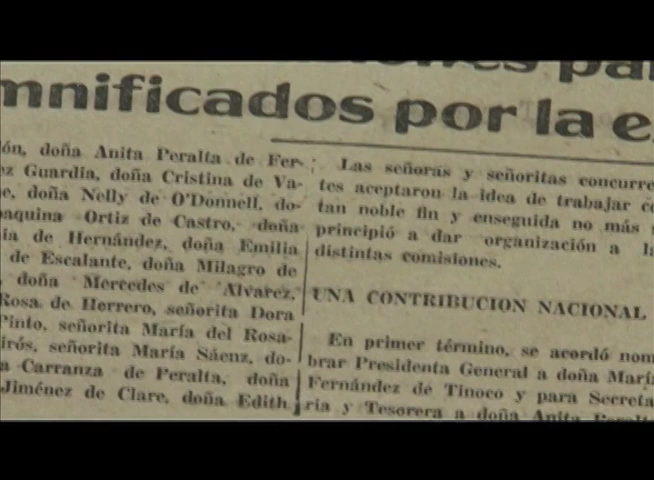 mnificados por la e
ón, doña Anita Peralta de Fer-
ez Guardia, doña Cristina de Va-
e, doña Nelly de O'Donnell, do-
oaquina Ortiz de Castro, doña
ia de Hernández, doña Emilia
de Escalante, doña Milagro de
, doña Mercedes de Alvarez,
Rosa de Herrero, señorita Dora
Pinto, señorita María del Rosa-
irós, señorita María Sáenz, do-
a Carranza de Peralta, doña
Jiménez de Clare, doña Edith
Las señoras y señoritas concurre
tes aceptaron la idea de trabajar co
tan noble fin y enseguida no más s
principió a dar organización a la
distintas comisiones.
UNA CONTRIBUCION NACIONAL
En primer término, se acordó nom
brar Presidenta General a doña Marí
Fernández de Tinoco y para Secreta
ria y Tesorera a doña Anita Peralt